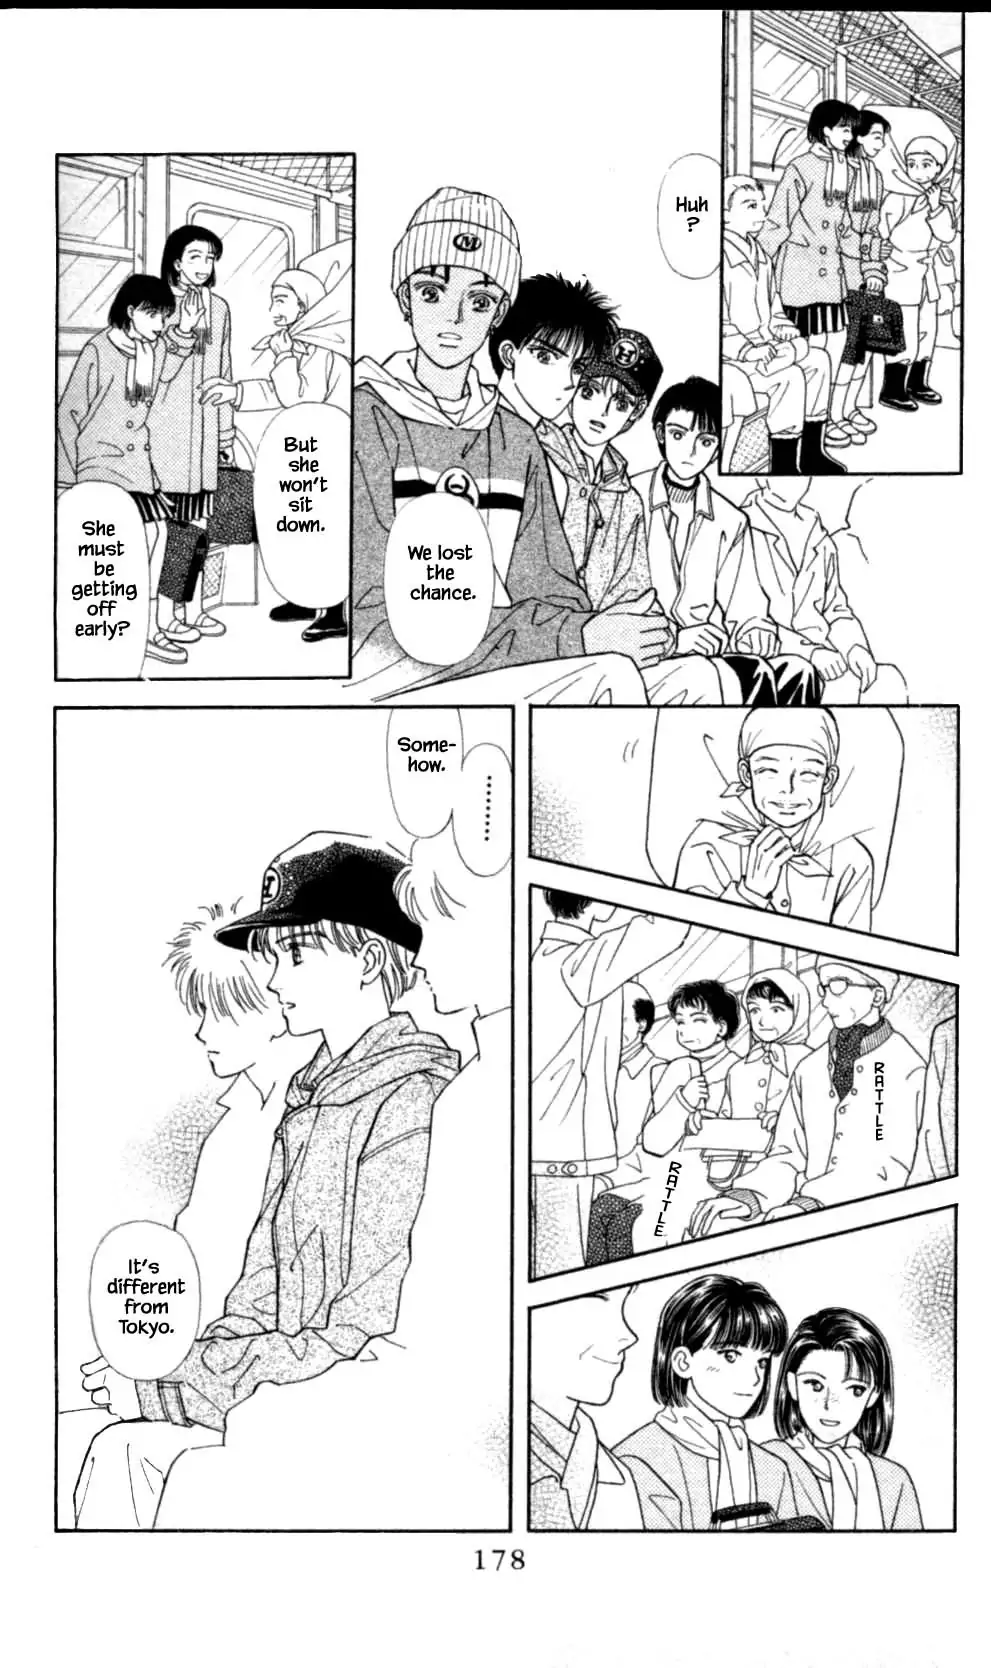 Huh
?
We lost
the
chance.
But
she
won't
sit
down.
She
must
be
getting
off
early?
M
H
RATTLE
RATTLE
........
Some-
how.
H
It's
different
from
Tokyo.
178